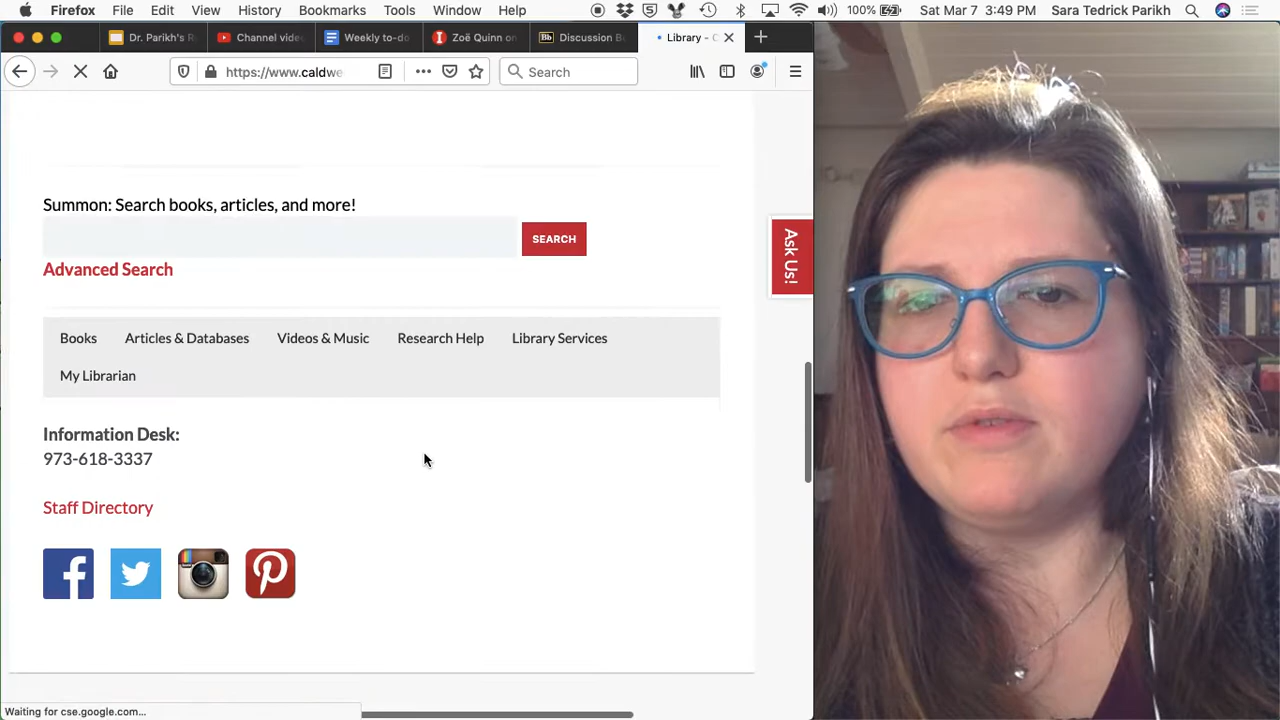 Firefox File Edit View History Bookmarks Tools Window Help 100% Sat Mar 7 3:49 PM Sara Tedrick Parikh
Dr. Parikh's R Channel vide Weekly to-d Zoë Quinn on Bb Discussion B Library - C
https://www.caldwe Search
Summon: Search books, articles, and more!
SEARCH
Ask Us!
Advanced Search
Books Articles & Databases Videos & Music Research Help Library Services
My Librarian
Information Desk:
973-618-3337
Staff Directory
Waiting for cse.google.com...